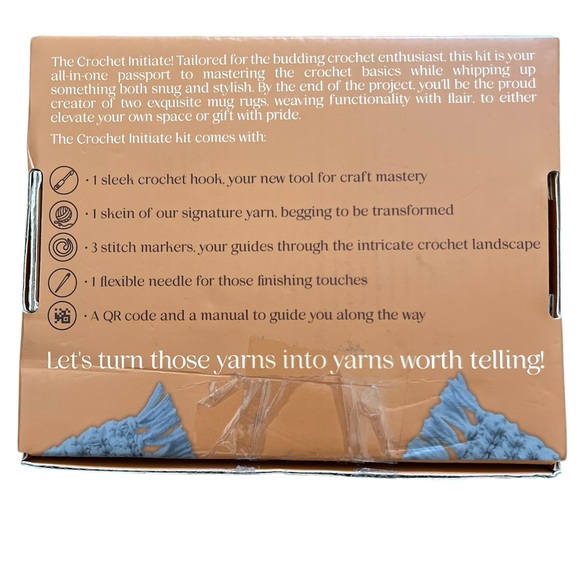 The Crochet Initiate! Tailored for the budding crochet enthusiast, this kit is your
all-in-one passport to mastering the crochet basics while whipping up
something both snug and stylish. By the end of the project, you'll be the proud
creator of two exquisite mug rugs, weaving functionality with flair, to either
elevate your own space or gift with pride.
The Crochet Initiate kit comes with:
· 1 sleek crochet hook, your new tool for craft mastery
· 1 skein of our signature yarn, begging to be transformed
· 3 stitch markers, your guides through the intricate crochet landscape
· 1 flexible needle for those finishing touches
· A QR code and a manual to guide you along the way
Let's turn those yarns into yarns worth telling!